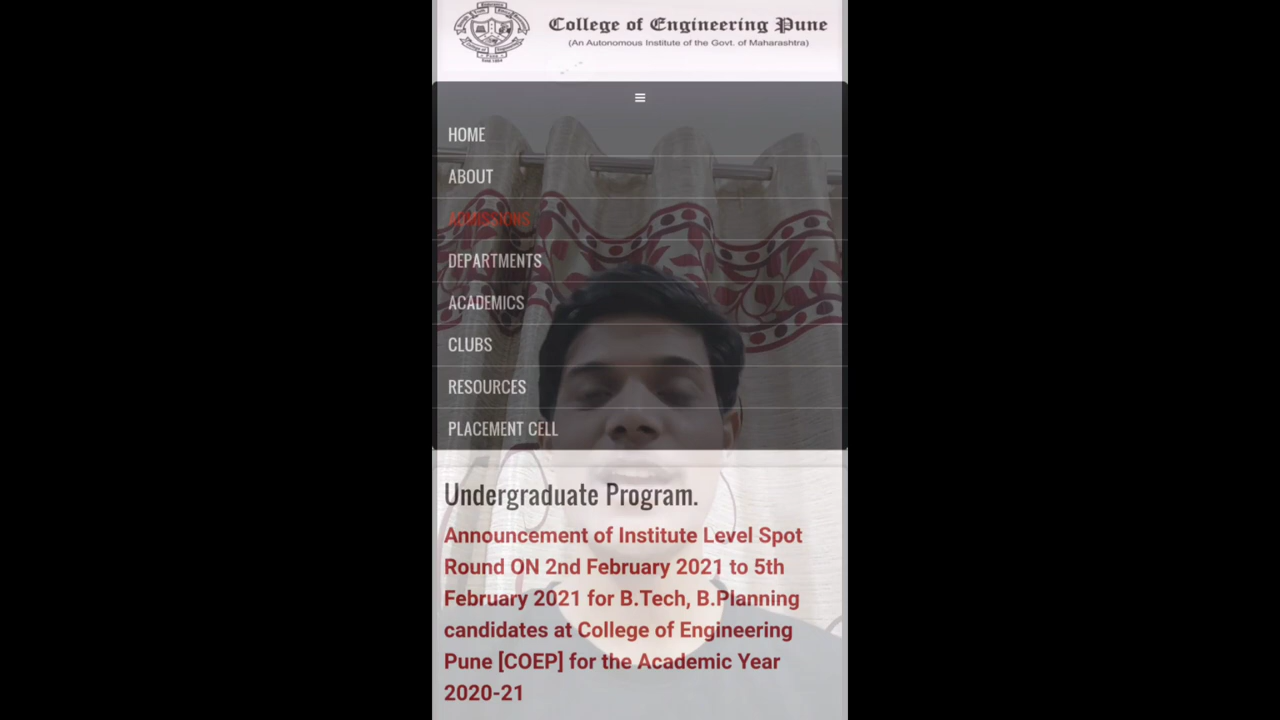 College of Engineering Pune
(An Autonomous Institute of the Govt. of Maharashtra)
HOME
ABOUT
ADMISSIONS
DEPARTMENTS
ACADEMICS
CLUBS
RESOURCES
PLACEMENT CELL
Undergraduate Program.
Announcement of Institute Level Spot
Round ON 2nd February 2021 to 5th
February 2021 for B.Tech, B.Planning
candidates at College of Engineering
Pune [COEP] for the Academic Year
2020-21